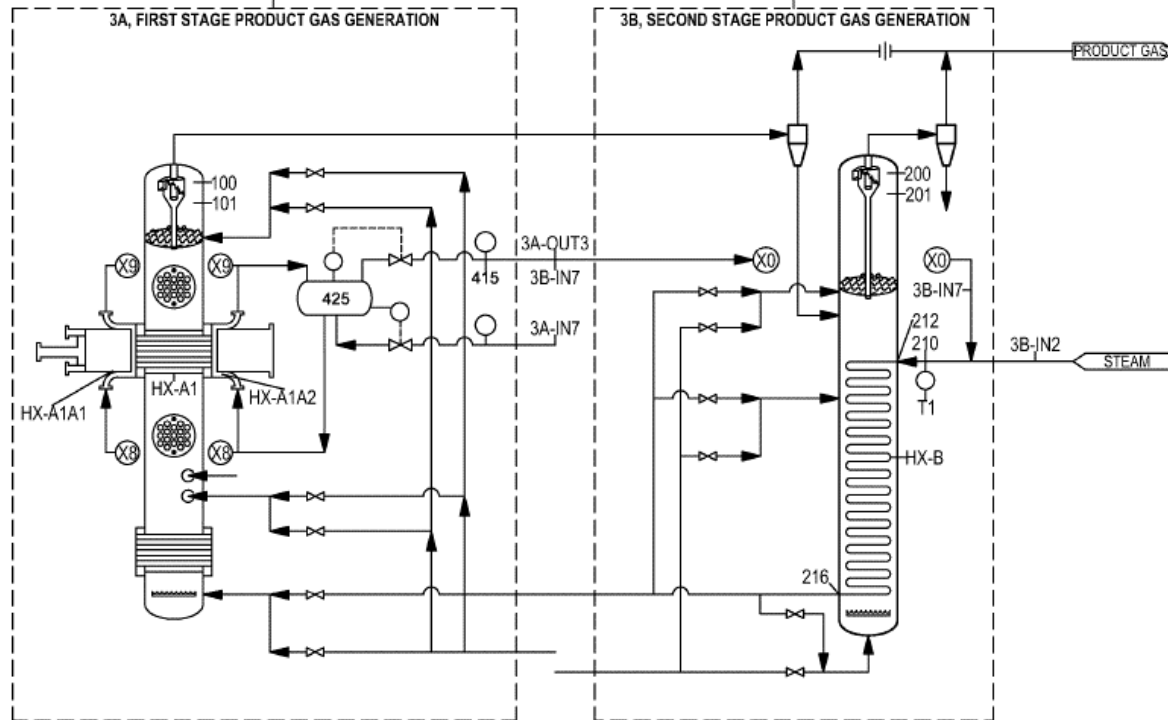 3A, FIRST STAGE PRODUCT GAS GENERATION
3B, SECOND STAGE PRODUCT GAS GENERATION
PRODUCT GAS
100
101
200
201
X9
X9
425
415
3A-OUT3
3B-IN7
X0
X0
3B-IN7
3A-IN7
212
210
3B-IN2
STEAM
T1
HX-A1A1
HX-A1
HX-A1A2
X8
X8
HX-B
216